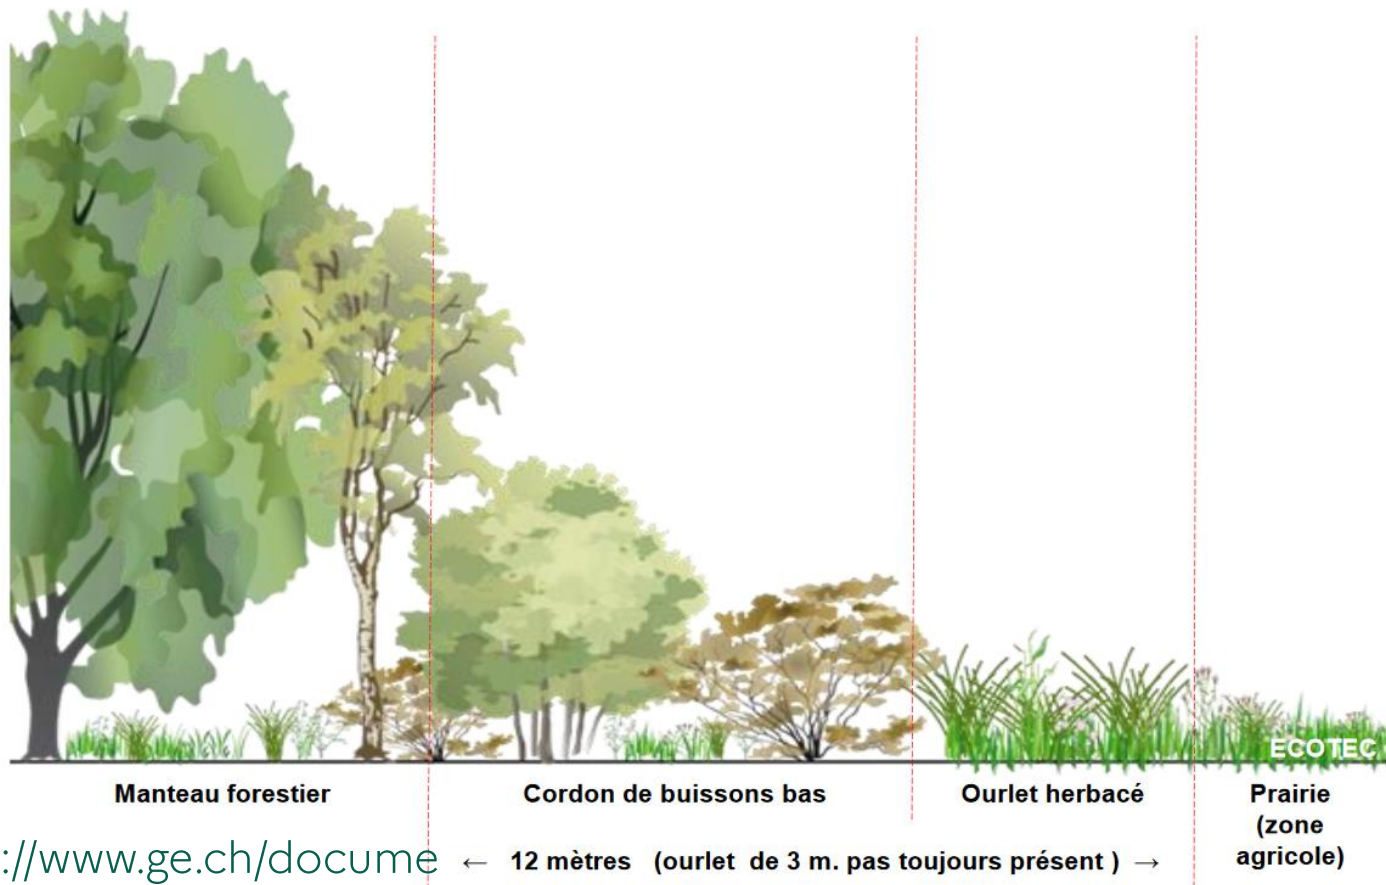 ECOTEC
Manteau forestier
Cordon de buissons bas
Ourlet herbacé
Prairie
(zone
agricole)
://www.ge.ch/docume
← 12 mètres (ourlet de 3 m. pas toujours présent ) →